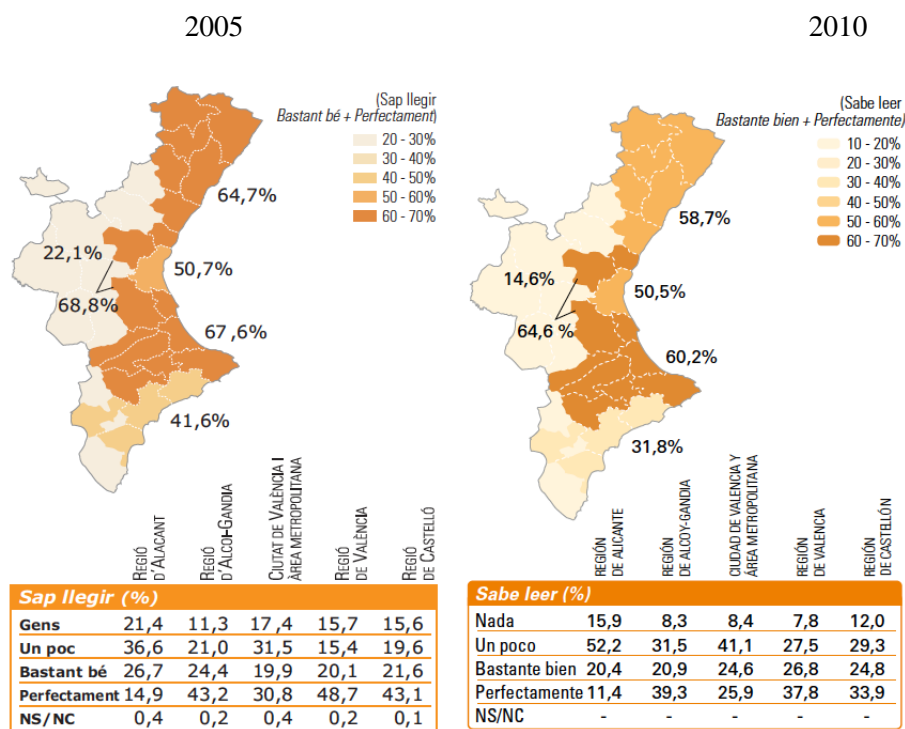 2005
2010
(Sap llegir
Bastant bé + Perfectament)
20 - 30%
30 - 40%
40 - 50%
50 - 60%
60 - 70%
64,7%
22,1%
50,7%
68,8%
67,6%
41,6%
(Sabe leer
Bastante bien + Perfectamente)
10 - 20%
20 - 30%
30 - 40%
40 - 50%
50 - 60%
60 - 70%
58,7%
14,6%
50,5%
64,6 %
60,2%
31,8%
REGIÓ
D'ALACANT
REGIÓ
D'ALCOI-GANDIA
CIUTAT DE VALÈNCIA I
ÀREA METROPOLITANA
REGIÓ
DE VALÈNCIA
REGIÓ
DE CASTELLÓ
Sap llegir (%)
Gens 21,4 11,3 17,4 15,7 15,6
Un poc 36,6 21,0 31,5 15,4 19,6
Bastant bé 26,7 24,4 19,9 20,1 21,6
Perfectament 14,9 43,2 30,8 48,7 43,1
NS/NC 0,4 0,2 0,4 0,2 0,1
REGIÓN
DE ALICANTE
REGIÓN
DE ALCOY-GANDIA
CIUDAD DE VALENCIA Y
ÁREA METROPOLITANA
REGIÓN
DE VALENCIA
REGIÓN
DE CASTELLÓN
Sabe leer (%)
Nada 15,9 8,3 8,4 7,8 12,0
Un poco 52,2 31,5 41,1 27,5 29,3
Bastante bien 20,4 20,9 24,6 26,8 24,8
Perfectamente 11,4 39,3 25,9 37,8 33,9
NS/NC - - - - -